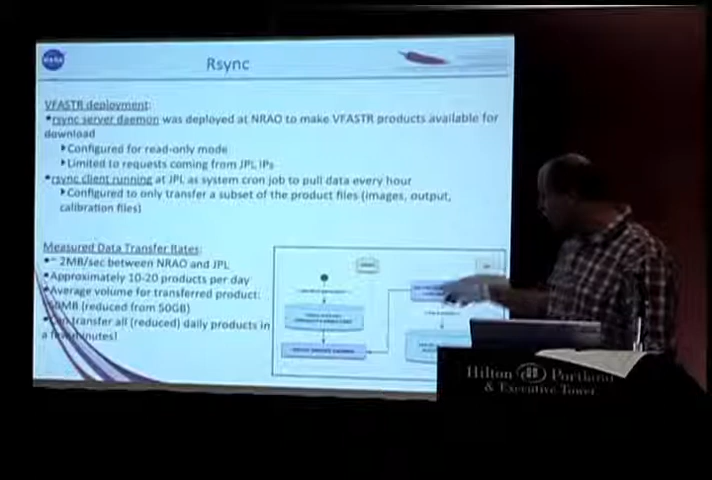 NASA
Rsync
VFASTR deployment:
•rsync server daemon was deployed at NRAO to make VFASTR products available for
download
Configured for read-only mode
Limited to requests coming from JPL IPs
•rsync client running at JPL as system cron job to pull data every hour
Configured to only transfer a subset of the product files (images, output,
calibration files)
Measured Data Transfer Rates:
•~ 2MB/sec between NRAO and JPL
•Approximately 10-20 products per day
•Average volume for transferred product:
50MB (reduced from 50GB)
•Can transfer all (reduced) daily products in
a few minutes!
Hilton Portland
& Executive Tower